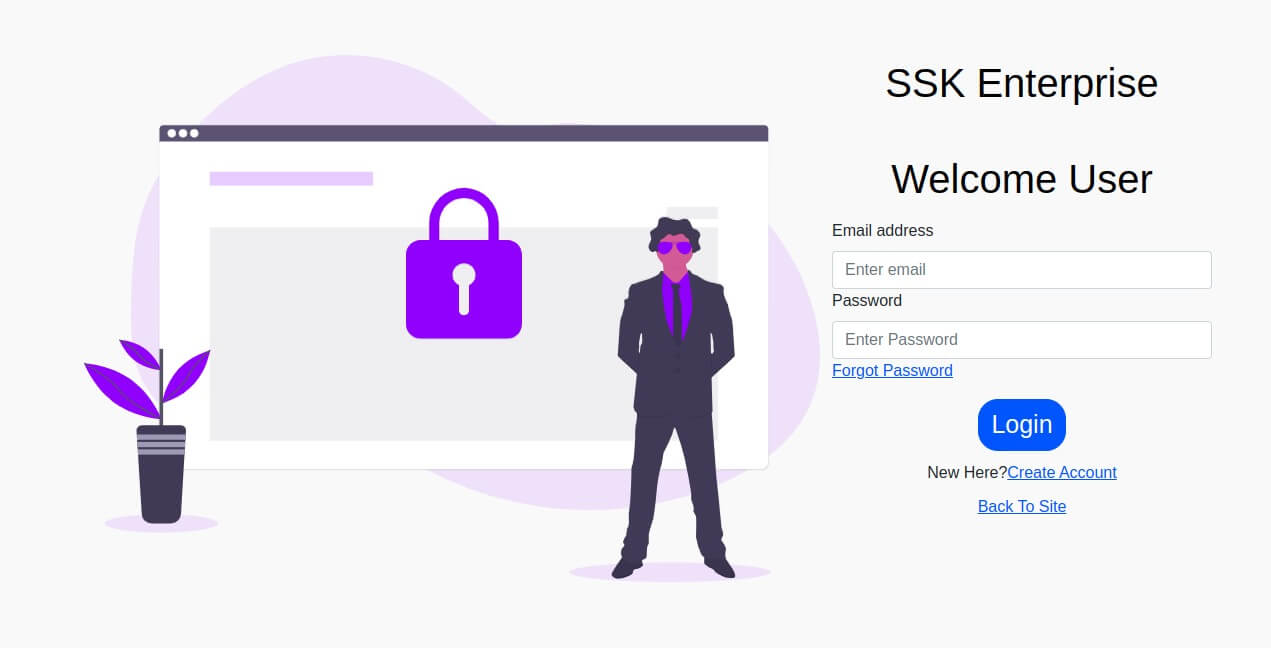 SSK Enterprise
Welcome User
Email address
Enter email
Password
Enter Password
Forgot Password
Login
New Here?Create Account
Back To Site